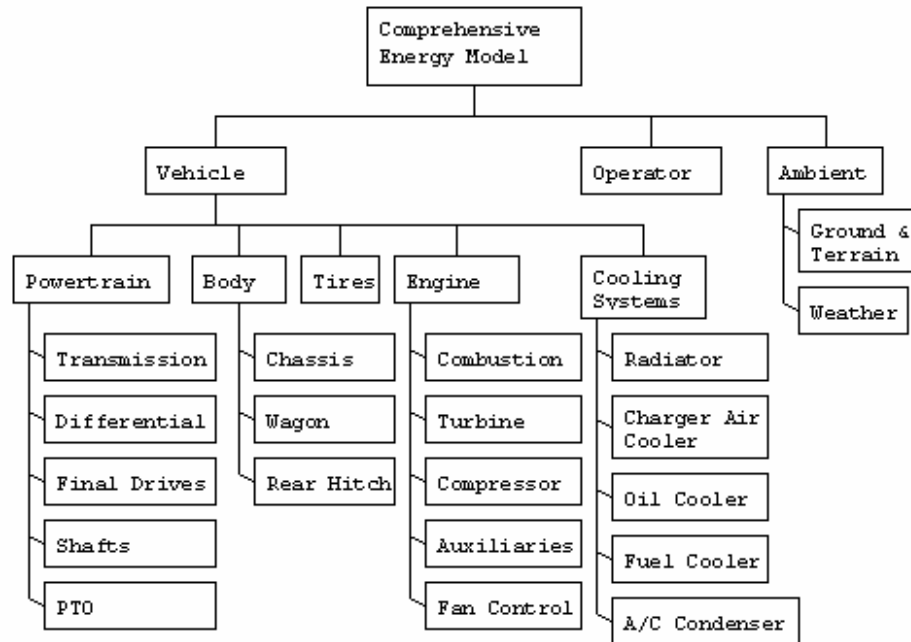 Comprehensive
Energy Model
Vehicle
Operator
Ambient
Ground &
Terrain
Weather
Powertrain
Body
Tires
Engine
Cooling
Systems
Transmission
Differential
Final Drives
Shafts
PTO
Chassis
Wagon
Rear Hitch
Combustion
Turbine
Compressor
Auxiliaries
Fan Control
Radiator
Charger Air
Cooler
Oil Cooler
Fuel Cooler
A/C Condenser